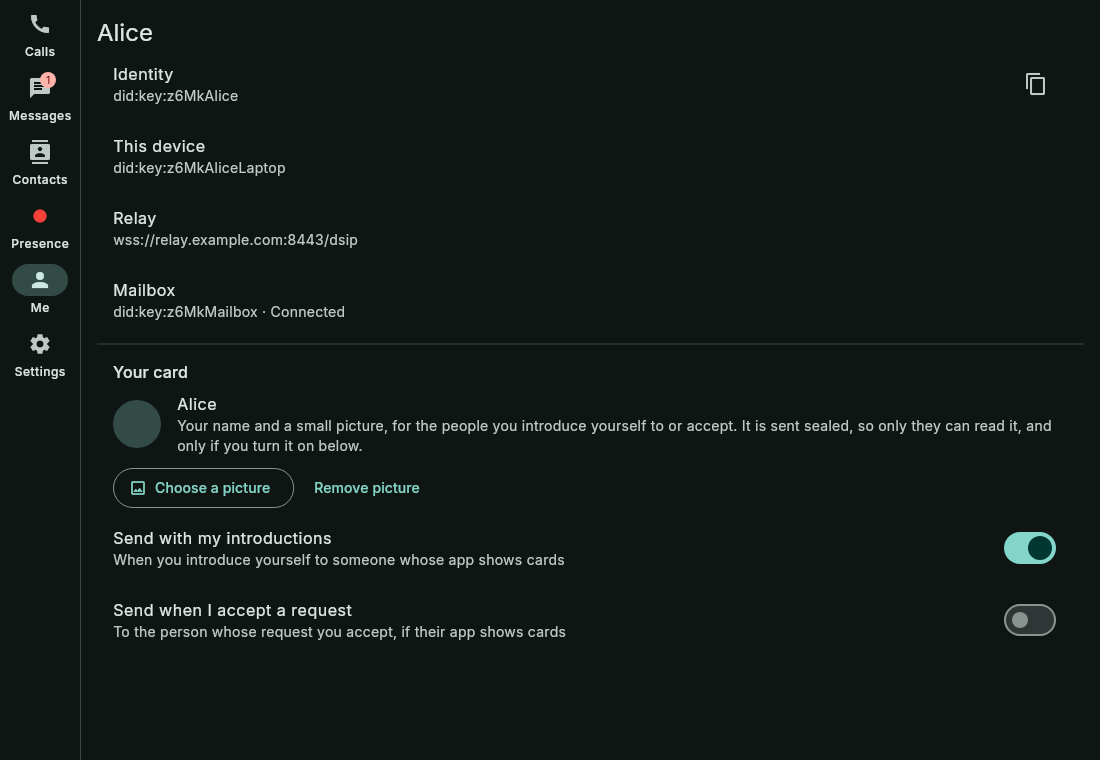 Calls
1
Messages
Contacts
Presence
Me
Settings
Alice
Identity
did:key:z6MkAlice
This device
did:key:z6MkAliceLaptop
Relay
wss://relay.example.com:8443/dsip
Mailbox
did:key:z6MkMailbox · Connected
Your card
Alice
Your name and a small picture, for the people you introduce yourself to or accept. It is sent sealed, so only they can read it, and
only if you turn it on below.
Choose a picture
Remove picture
Send with my introductions
When you introduce yourself to someone whose app shows cards
Send when I accept a request
To the person whose request you accept, if their app shows cards